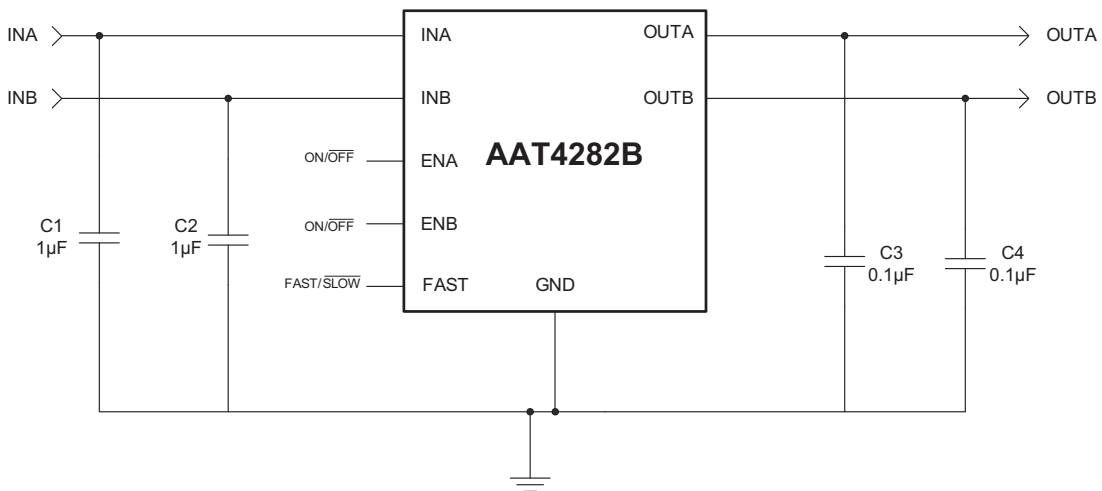 INA
INA
OUTA
OUTA
INB
INB
OUTB
OUTB
AAT4282B
ON/OFF
ENA
ON/OFF
ENB
FAST/SLOW
FAST
GND
C1
1µF
C2
1µF
C3
0.1µF
C4
0.1µF